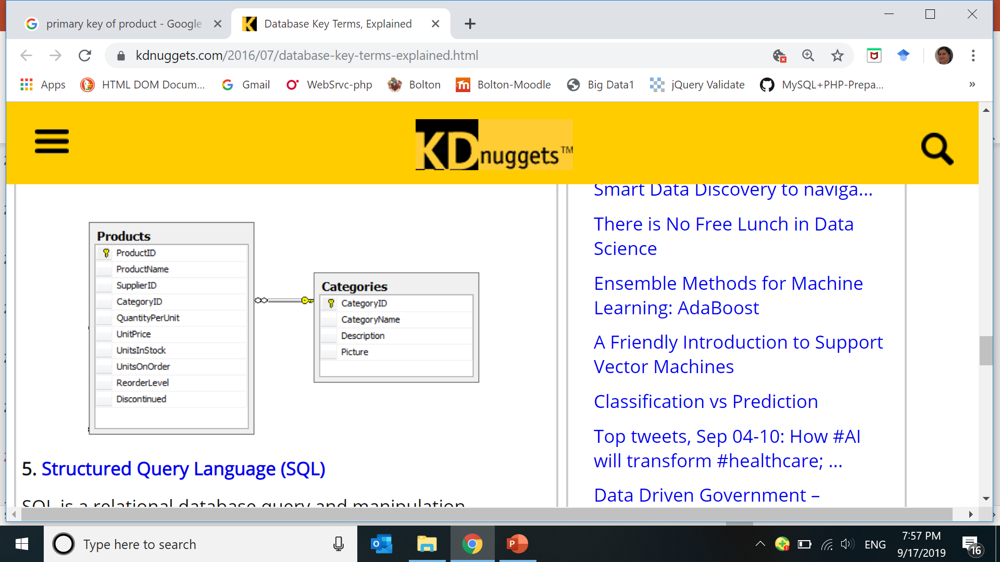 primary key of product - Google
Database Key Terms, Explained
kdnuggets.com/2016/07/database-key-terms-explained.html
Apps
HTML DOM Docum...
Gmail
WebSrvc-php
Bolton
Bolton-Moodle
Big Data1
jQuery Validate
MySQL+PHP-Prepa...
»
KDnuggets™
Products
ProductID
ProductName
SupplierID
CategoryID
QuantityPerUnit
UnitPrice
UnitsInStock
UnitsOnOrder
ReorderLevel
Discontinued
Categories
CategoryID
CategoryName
Description
Picture
5. Structured Query Language (SQL)
SQL is a relational database query and manipulation
Smart Data Discovery to naviga...
There is No Free Lunch in Data
Science
Ensemble Methods for Machine
Learning: AdaBoost
A Friendly Introduction to Support
Vector Machines
Classification vs Prediction
Top tweets, Sep 04-10: How #AI
will transform #healthcare; ...
Data Driven Government –
Type here to search
ENG
7:57 PM
9/17/2019
16